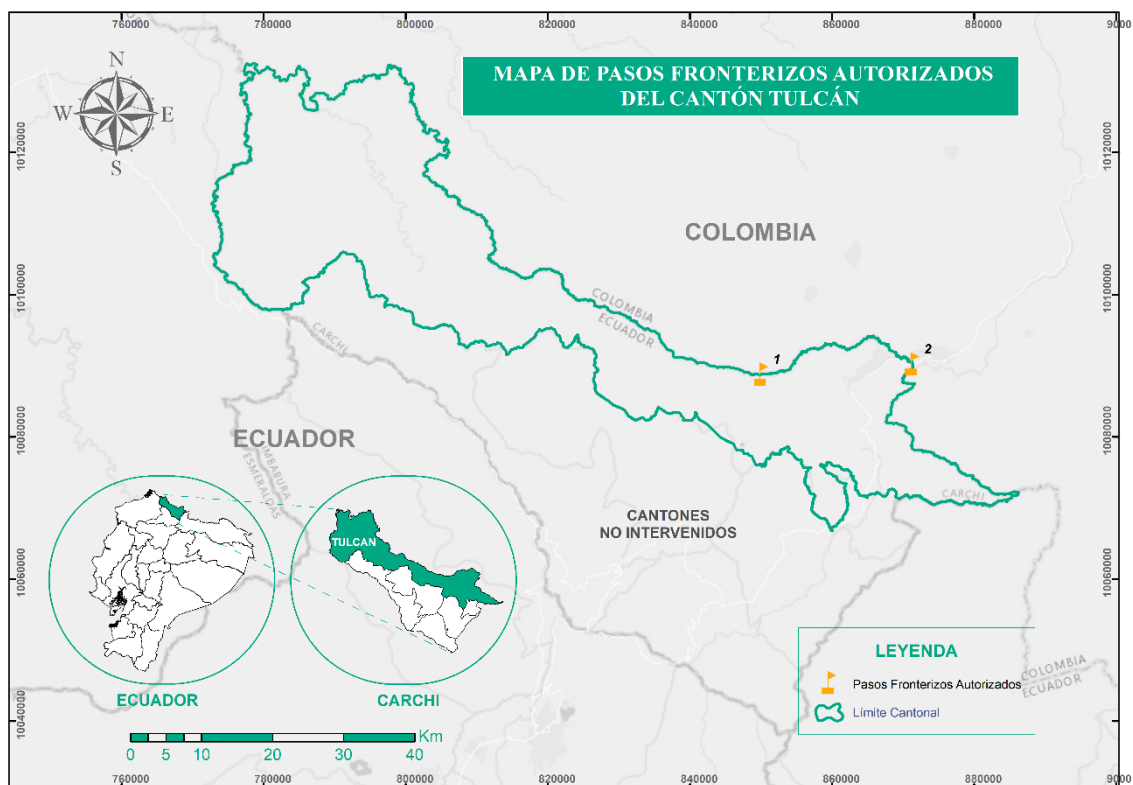 760000
780000
800000
820000
840000
860000
880000
9000
MAPA DE PASOS FRONTERIZOS AUTORIZADOS
DEL CANTÓN TULCÁN
N
W
E
S
10120000
10120000
COLOMBIA
10100000
10100000
COLOMBIA
ECUADOR
CARCHI
1
2
10080000
10080000
ECUADOR
IMBABURA
ESMERALDAS
CARCHI
CANTONES
NO INTERVENIDOS
TULCAN
10060000
10060000
LEYENDA
Pasos Fronterizos Autorizados
Límite Cantonal
COLOMBIA
ECUADOR
ECUADOR
CARCHI
10040000
10040000
Km
0
5
10
20
30
40
760000
780000
800000
820000
840000
860000
880000
9000